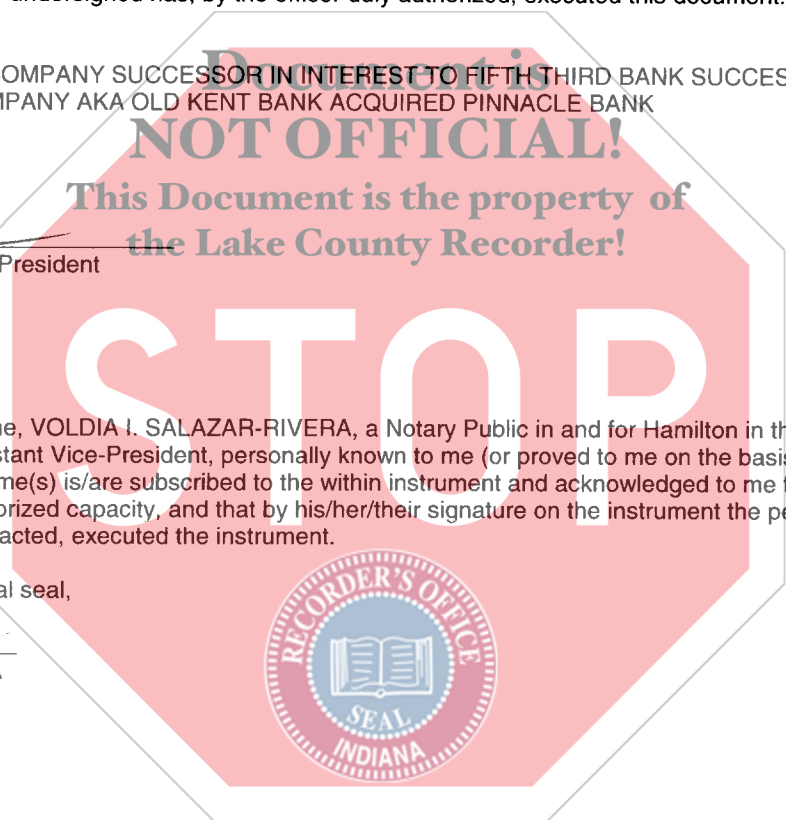 undersigned has, by the officer duly authorized, executed this document.
Document is
OMPANY SUCCESSOR IN INTEREST TO FIFTH THIRD BANK SUCCES
MPANY AKA OLD KENT BANK ACQUIRED PINNACLE BANK
NOT OFFICIAL!
This Document is the property of
the Lake County Recorder!
President
STOP
ne, VOLDIA I. SALAZAR-RIVERA, a Notary Public in and for Hamilton in th
stant Vice-President, personally known to me (or proved to me on the basis
me(s) is/are subscribed to the within instrument and acknowledged to me t
orized capacity, and that by his/her/their signature on the instrument the pe
acted, executed the instrument.
al seal,
RECORDER'S OFFICE
SEAL
INDIANA